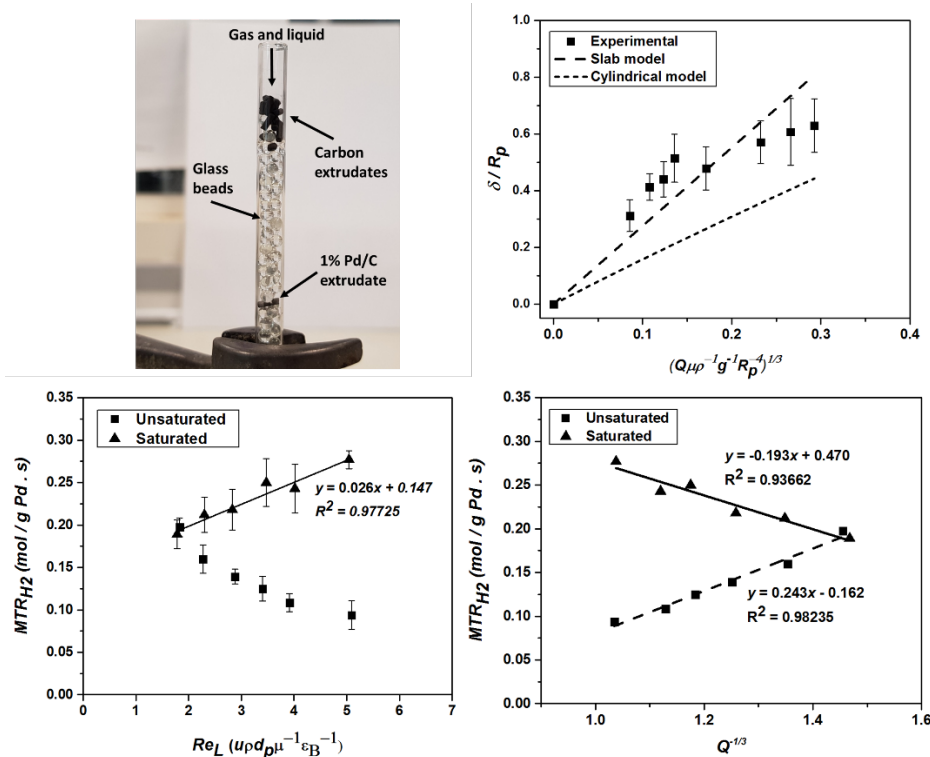 Gas and liquid
Carbon
extrudates
Glass
beads
1% Pd/C
extrudate
Experimental
Slab model
Cylindrical model
1.0
0.8
0.6
0.4
0.2
0.0
δ / Rp
0.0 0.1 0.2 0.3 0.4
(Qμρ⁻¹g⁻¹Rp⁻⁴)¹/³
Unsaturated
Saturated
0.35
0.30
0.25
0.20
0.15
0.10
0.05
0.00
MTRH2 (mol / g Pd . s)
y = 0.026x + 0.147
R² = 0.97725
0 1 2 3 4 5 6 7
ReL (uρdpμ⁻¹εB⁻¹)
Unsaturated
Saturated
0.35
0.30
0.25
0.20
0.15
0.10
0.05
0.00
MTRH2 (mol / g Pd . s)
y = -0.193x + 0.470
R² = 0.93662
y = 0.243x - 0.162
R² = 0.98235
1.0 1.2 1.4 1.6
Q⁻¹/³